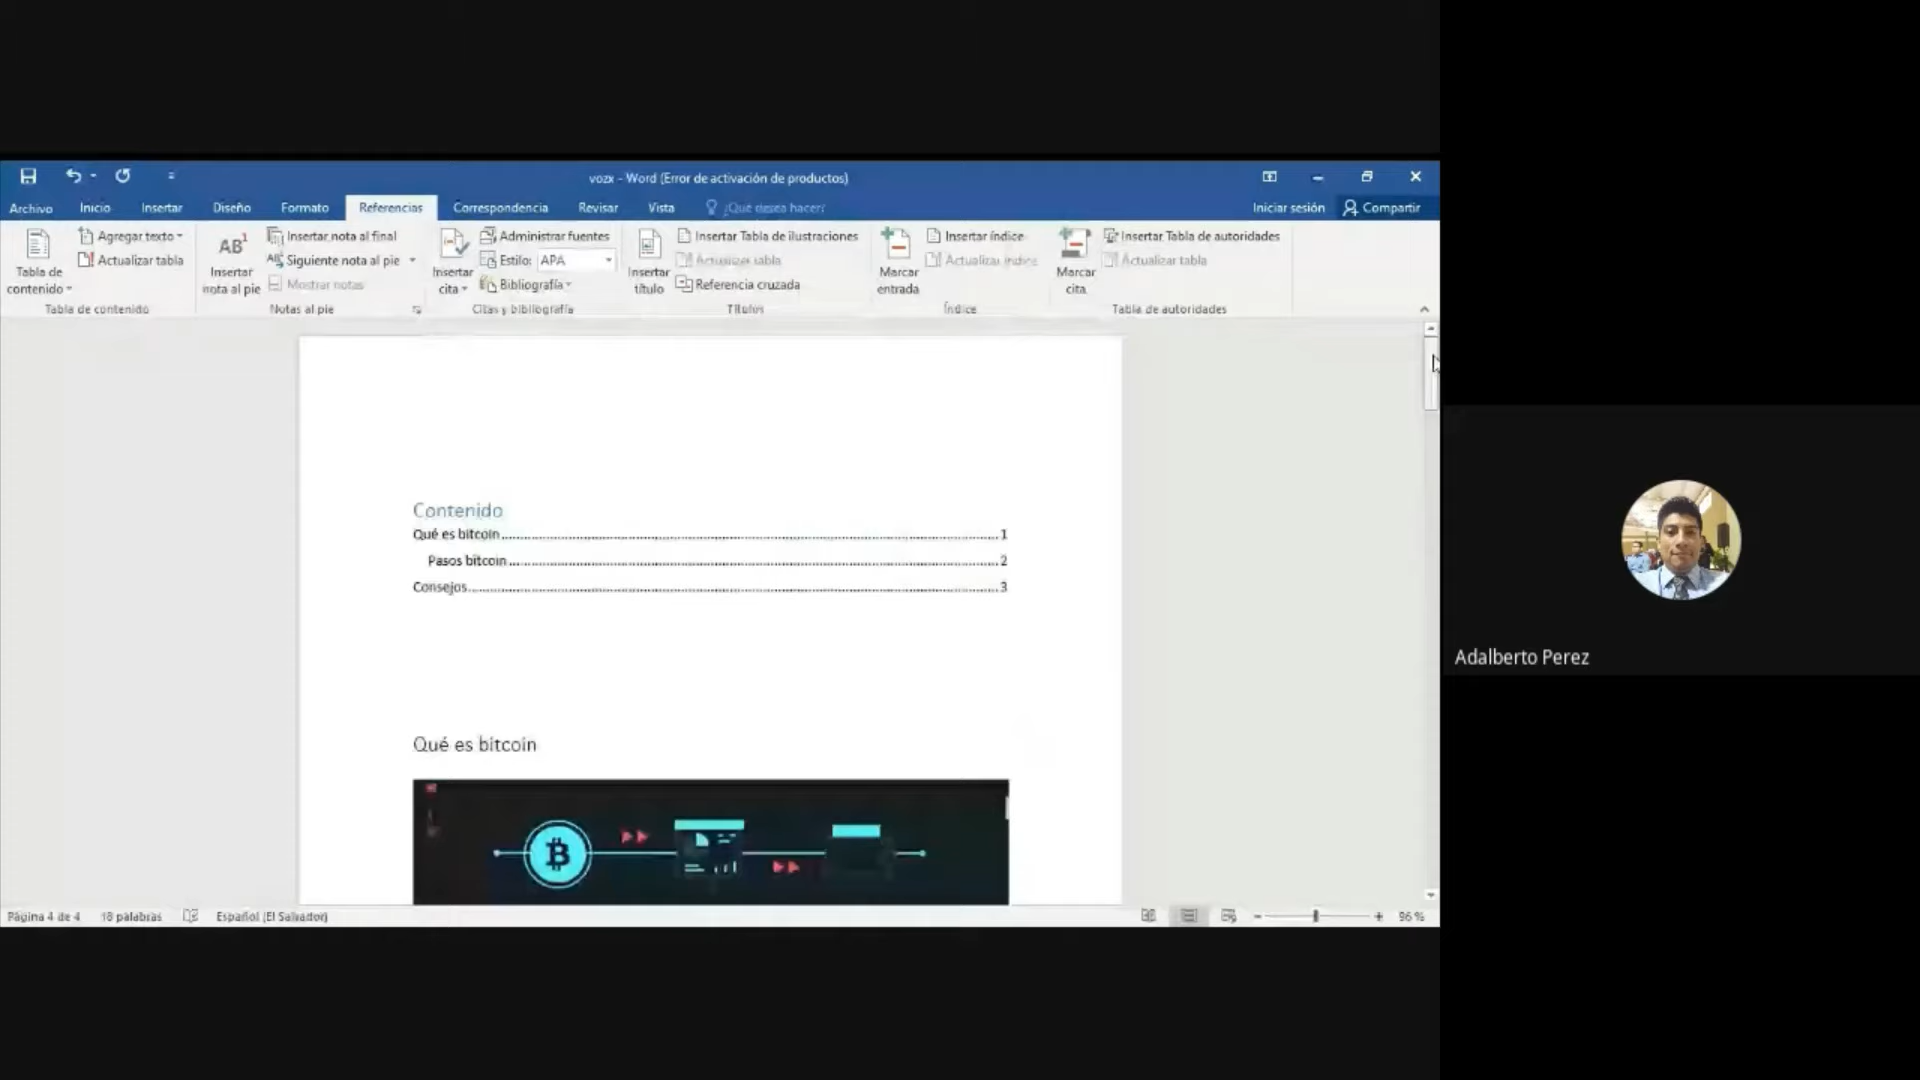 vozx - Word (Error de activación de productos)
Archivo Inicio Insertar Diseño Formato Referencias Correspondencia Revisar Vista ¿Qué desea hacer? Iniciar sesión Compartir
Tabla de contenido
Agregar texto
Actualizar tabla
Tabla de contenido
AB1
Insertar nota al pie
Insertar nota al final
Siguiente nota al pie
Mostrar notas
Notas al pie
Insertar cita
Administrar fuentes
Estilo: APA
Bibliografía
Citas y bibliografía
Insertar título
Insertar Tabla de ilustraciones
Actualizar tabla
Referencia cruzada
Títulos
Marcar entrada
Insertar índice
Actualizar índice
Índice
Marcar cita
Insertar Tabla de autoridades
Actualizar tabla
Tabla de autoridades
Contenido
Qué es bitcoin 1
Pasos bitcoin 2
Consejos 3
Qué es bitcoin
Página 4 de 4 18 palabras Español (El Salvador) 96 %
Adalberto Perez